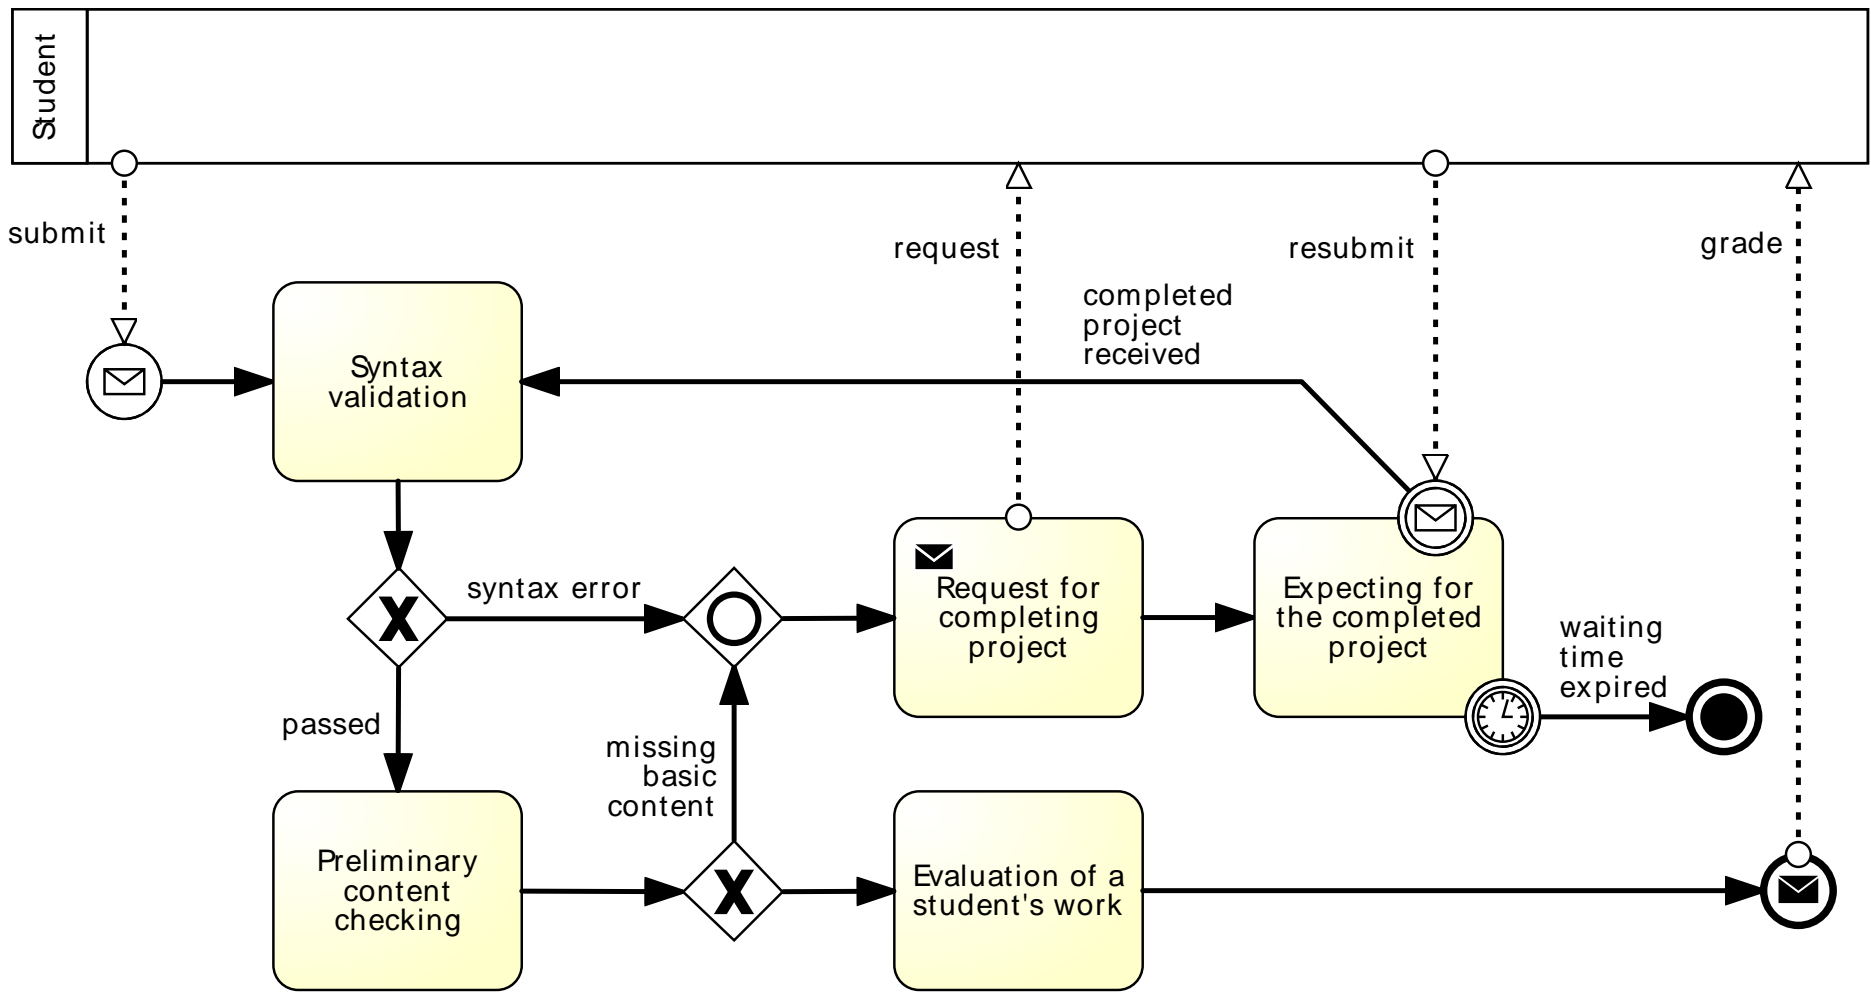 Student
submit
request
resubmit
grade
completed
project
received
Syntax
validation
syntax error
Request for
completing
project
Expecting for
the completed
project
waiting
time
expired
passed
missing
basic
content
Preliminary
content
checking
Evaluation of a
student's work